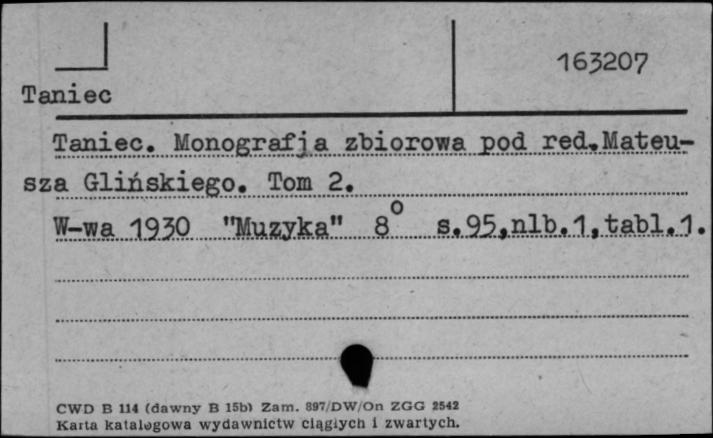 163207
Taniec
Taniec. Monografja zbiorowa pod red.Mateu-
sza Glińskiego. Tom 2.
W-wa 1930 "Muzyka" 8° s.95,nlb.1,tabl.1.
CWD B 114 (dawny B 15b) Zam. 897/DW/On ZGG 2542
Karta katalogowa wydawnictw ciągłych i zwartych.